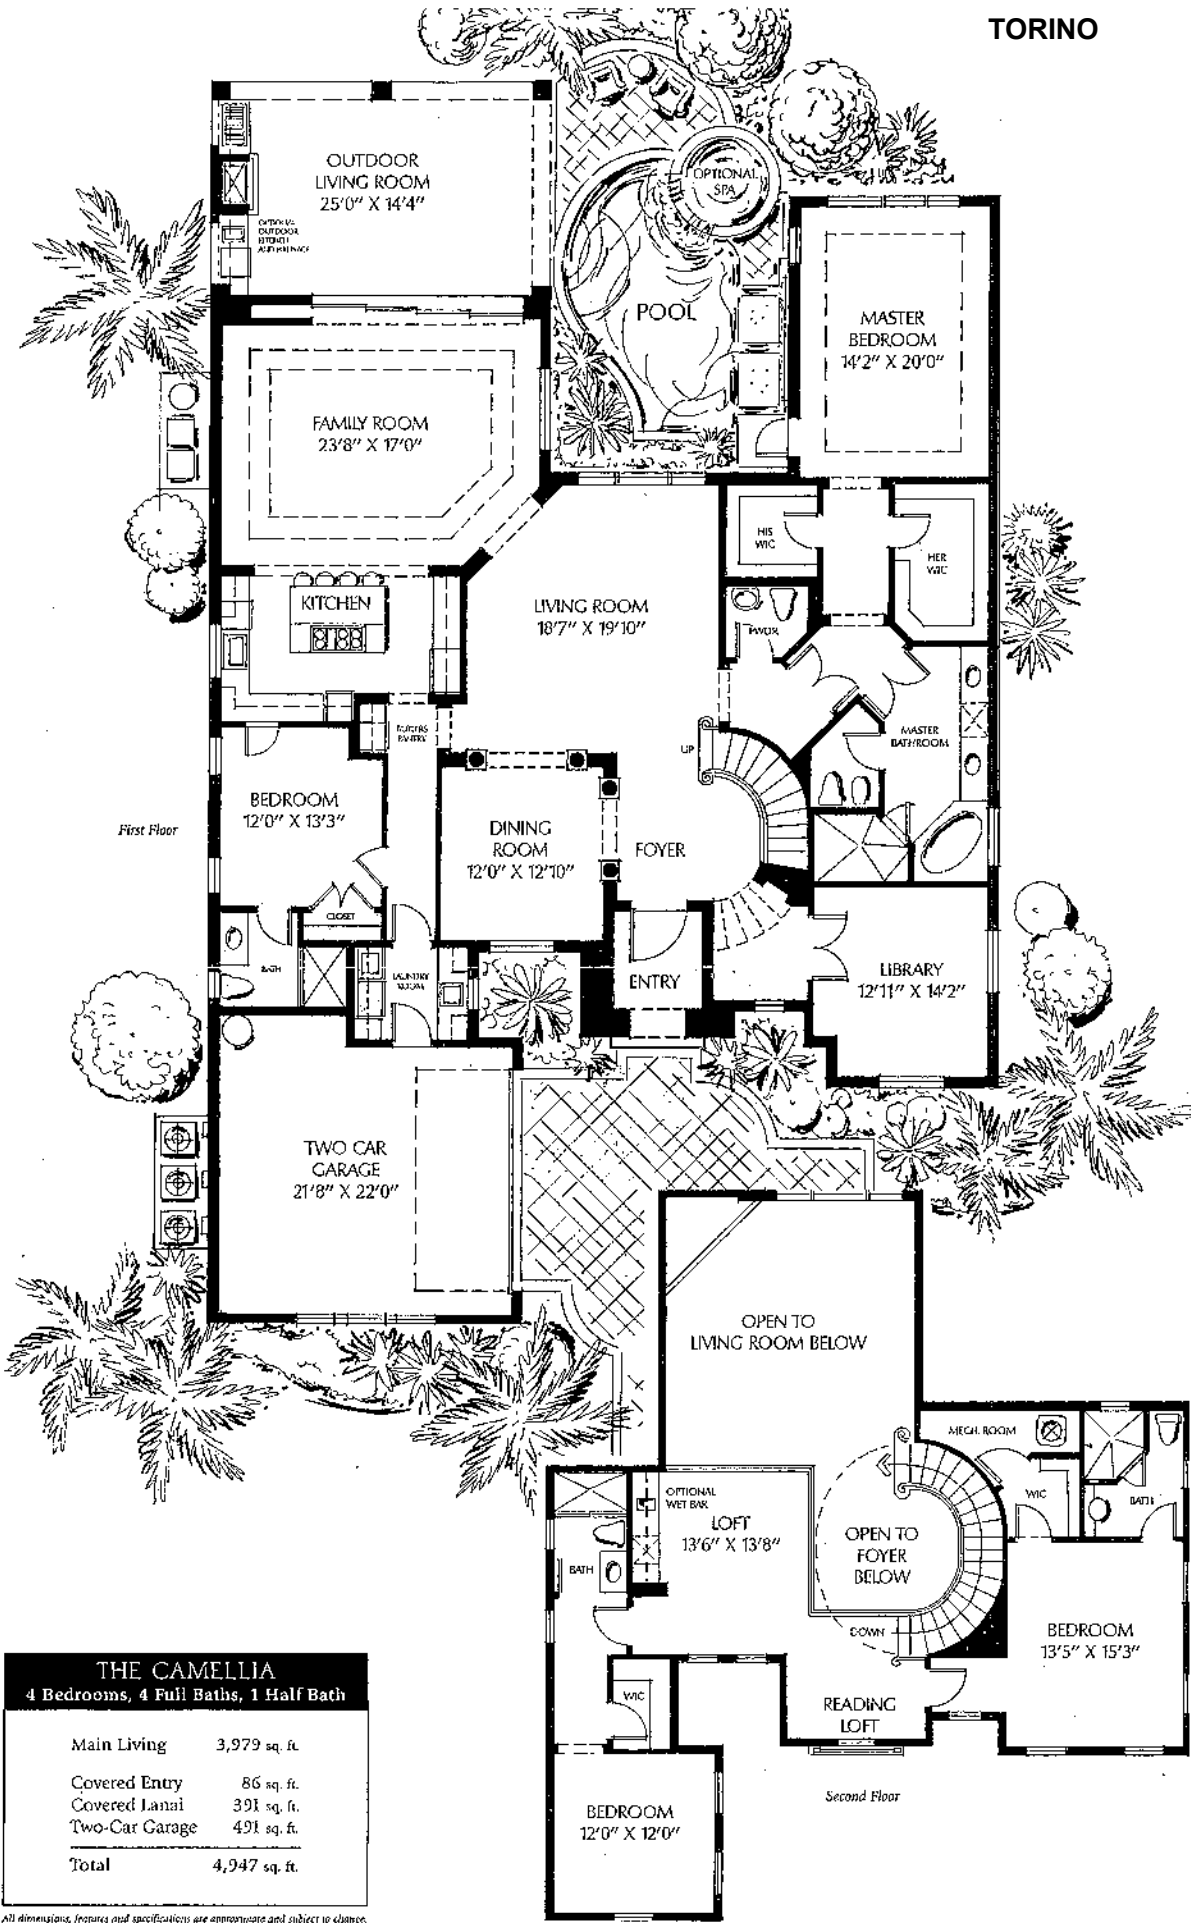 TORINO
OUTDOOR
LIVING ROOM
25'0" X 14'4"
OPTIONAL
OUTDOOR
KITCHEN
OPTIONAL
SPA
POOL
MASTER
BEDROOM
14'2" X 20'0"
FAMILY ROOM
23'8" X 17'0"
HIS
WIC
HER
WIC
KITCHEN
LIVING ROOM
18'7" X 19'10"
PWDR
BUTLERS
PANTRY
UP
MASTER
BATHROOM
BEDROOM
12'0" X 13'3"
First Floor
DINING
ROOM
12'0" X 12'10"
FOYER
CLOSET
BATH
LAUNDRY
ROOM
ENTRY
LIBRARY
12'11" X 14'2"
TWO CAR
GARAGE
21'8" X 22'0"
OPEN TO
LIVING ROOM BELOW
MECH. ROOM
OPTIONAL
WET BAR
LOFT
13'6" X 13'8"
WIC
BATH
OPEN TO
FOYER
BELOW
BATH
DOWN
BEDROOM
13'5" X 15'3"
WIC
READING
LOFT
Second Floor
BEDROOM
12'0" X 12'0"
THE CAMELLIA
4 Bedrooms, 4 Full Baths, 1 Half Bath
Main Living 3,979 sq. ft.
Covered Entry 86 sq. ft.
Covered Lanai 391 sq. ft.
Two-Car Garage 491 sq. ft.
Total 4,947 sq. ft.
All dimensions, features and specifications are approximate and subject to change.